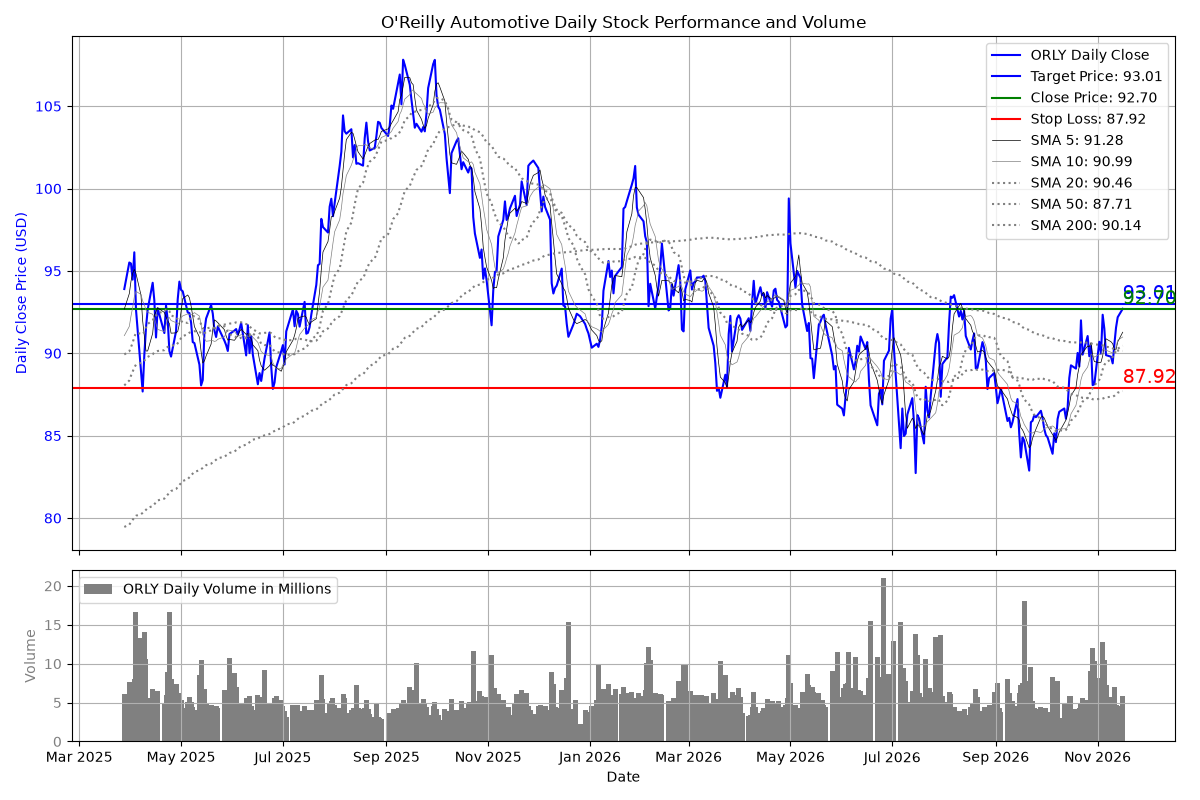 O'Reilly Automotive Daily Stock Performance and Volume
Daily Close Price (USD)
105
100
95
90
85
80
ORLY Daily Close
Target Price: 93.01
Close Price: 92.70
Stop Loss: 87.92
SMA 5: 91.28
SMA 10: 90.99
SMA 20: 90.46
SMA 50: 87.71
SMA 200: 90.14
93.01
92.70
87.92
Volume
20
15
10
5
0
ORLY Daily Volume in Millions
Mar 2025 May 2025 Jul 2025 Sep 2025 Nov 2025 Jan 2026 Mar 2026 May 2026 Jul 2026 Sep 2026 Nov 2026
Date